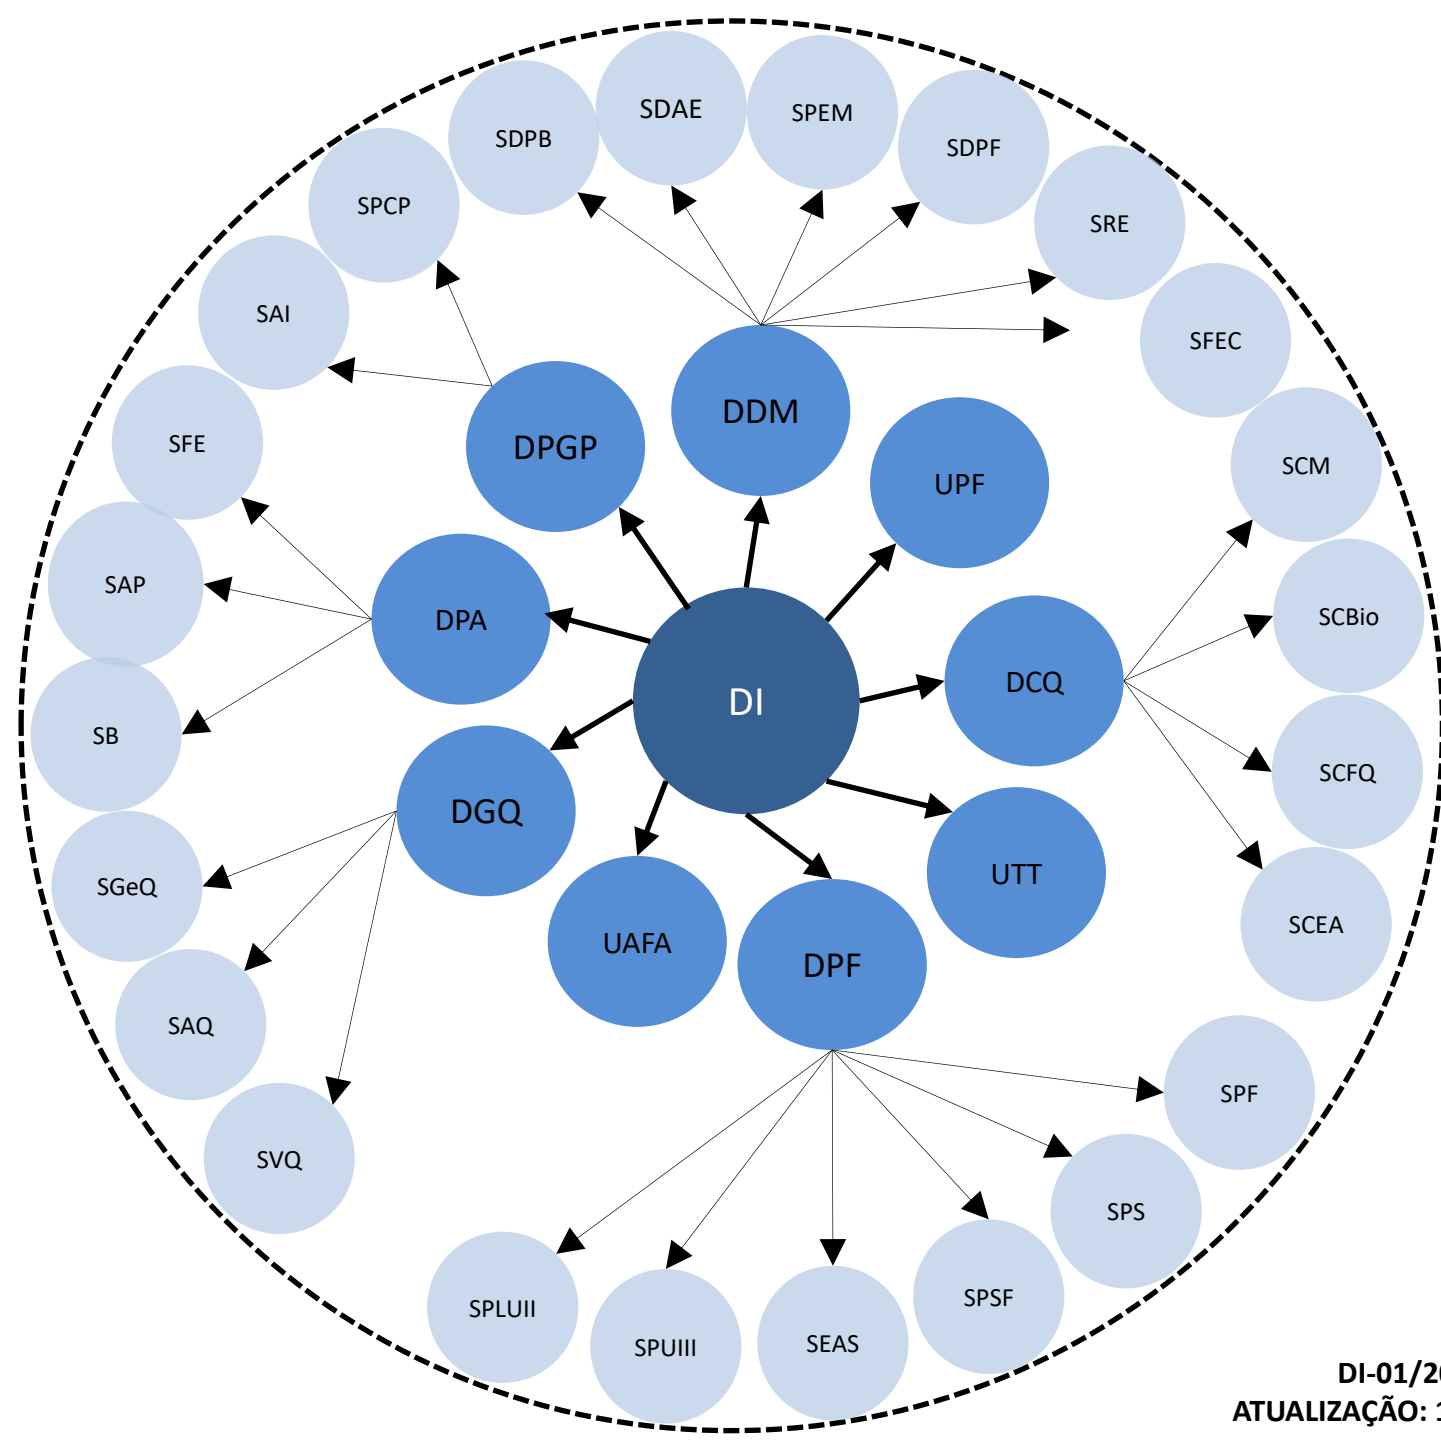 SDAE
SPEM
SDPB
SDPF
SPCP
SRE
SAI
SFEC
DDM
SFE
DPGP
SCM
UPF
SAP
DPA
SCBio
DCQ
DI
SB
SCFQ
DGQ
UTT
SGeQ
SCEA
UAFA
DPF
SAQ
SPF
SVQ
SPS
SPSF
SPLUII
SEAS
SPUIII
DI-01/20
ATUALIZAÇÃO: